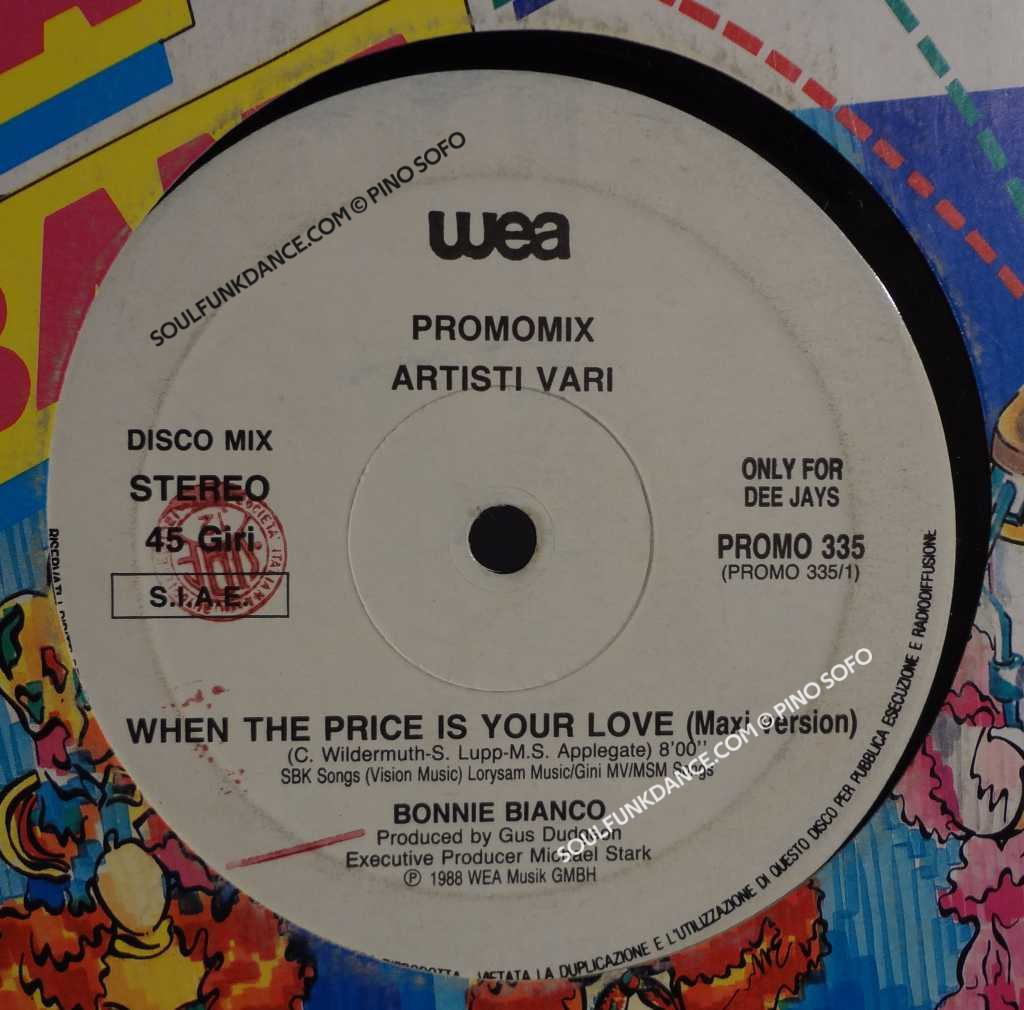 wea
PROMOMIX
ARTISTI VARI
DISCO MIX
STEREO
45 Giri
S.I.A.E.
ONLY FOR
DEE JAYS
PROMO 335
(PROMO 335/1)
WHEN THE PRICE IS YOUR LOVE (Maxi version)
(C. Wildermuth-S. Lupp-M.S. Applegate) 8'00"
SBK Songs (Vision Music) Lorysam Music/Gini MV/MSM Songs
BONNIE BIANCO
Produced by Gus Dudgeon
Executive Producer Michael Stark
℗ 1988 WEA Musik GMBH
VIETATA LA DUPLICAZIONE E L'UTILIZZAZIONE DI QUESTO DISCO PER PUBBLICA ESECUZIONE E RADIODIFFUSIONE
SOULFUNKDANCE.COM © PINO SOFO
SOULFUNKDANCE.COM © PINO SOFO